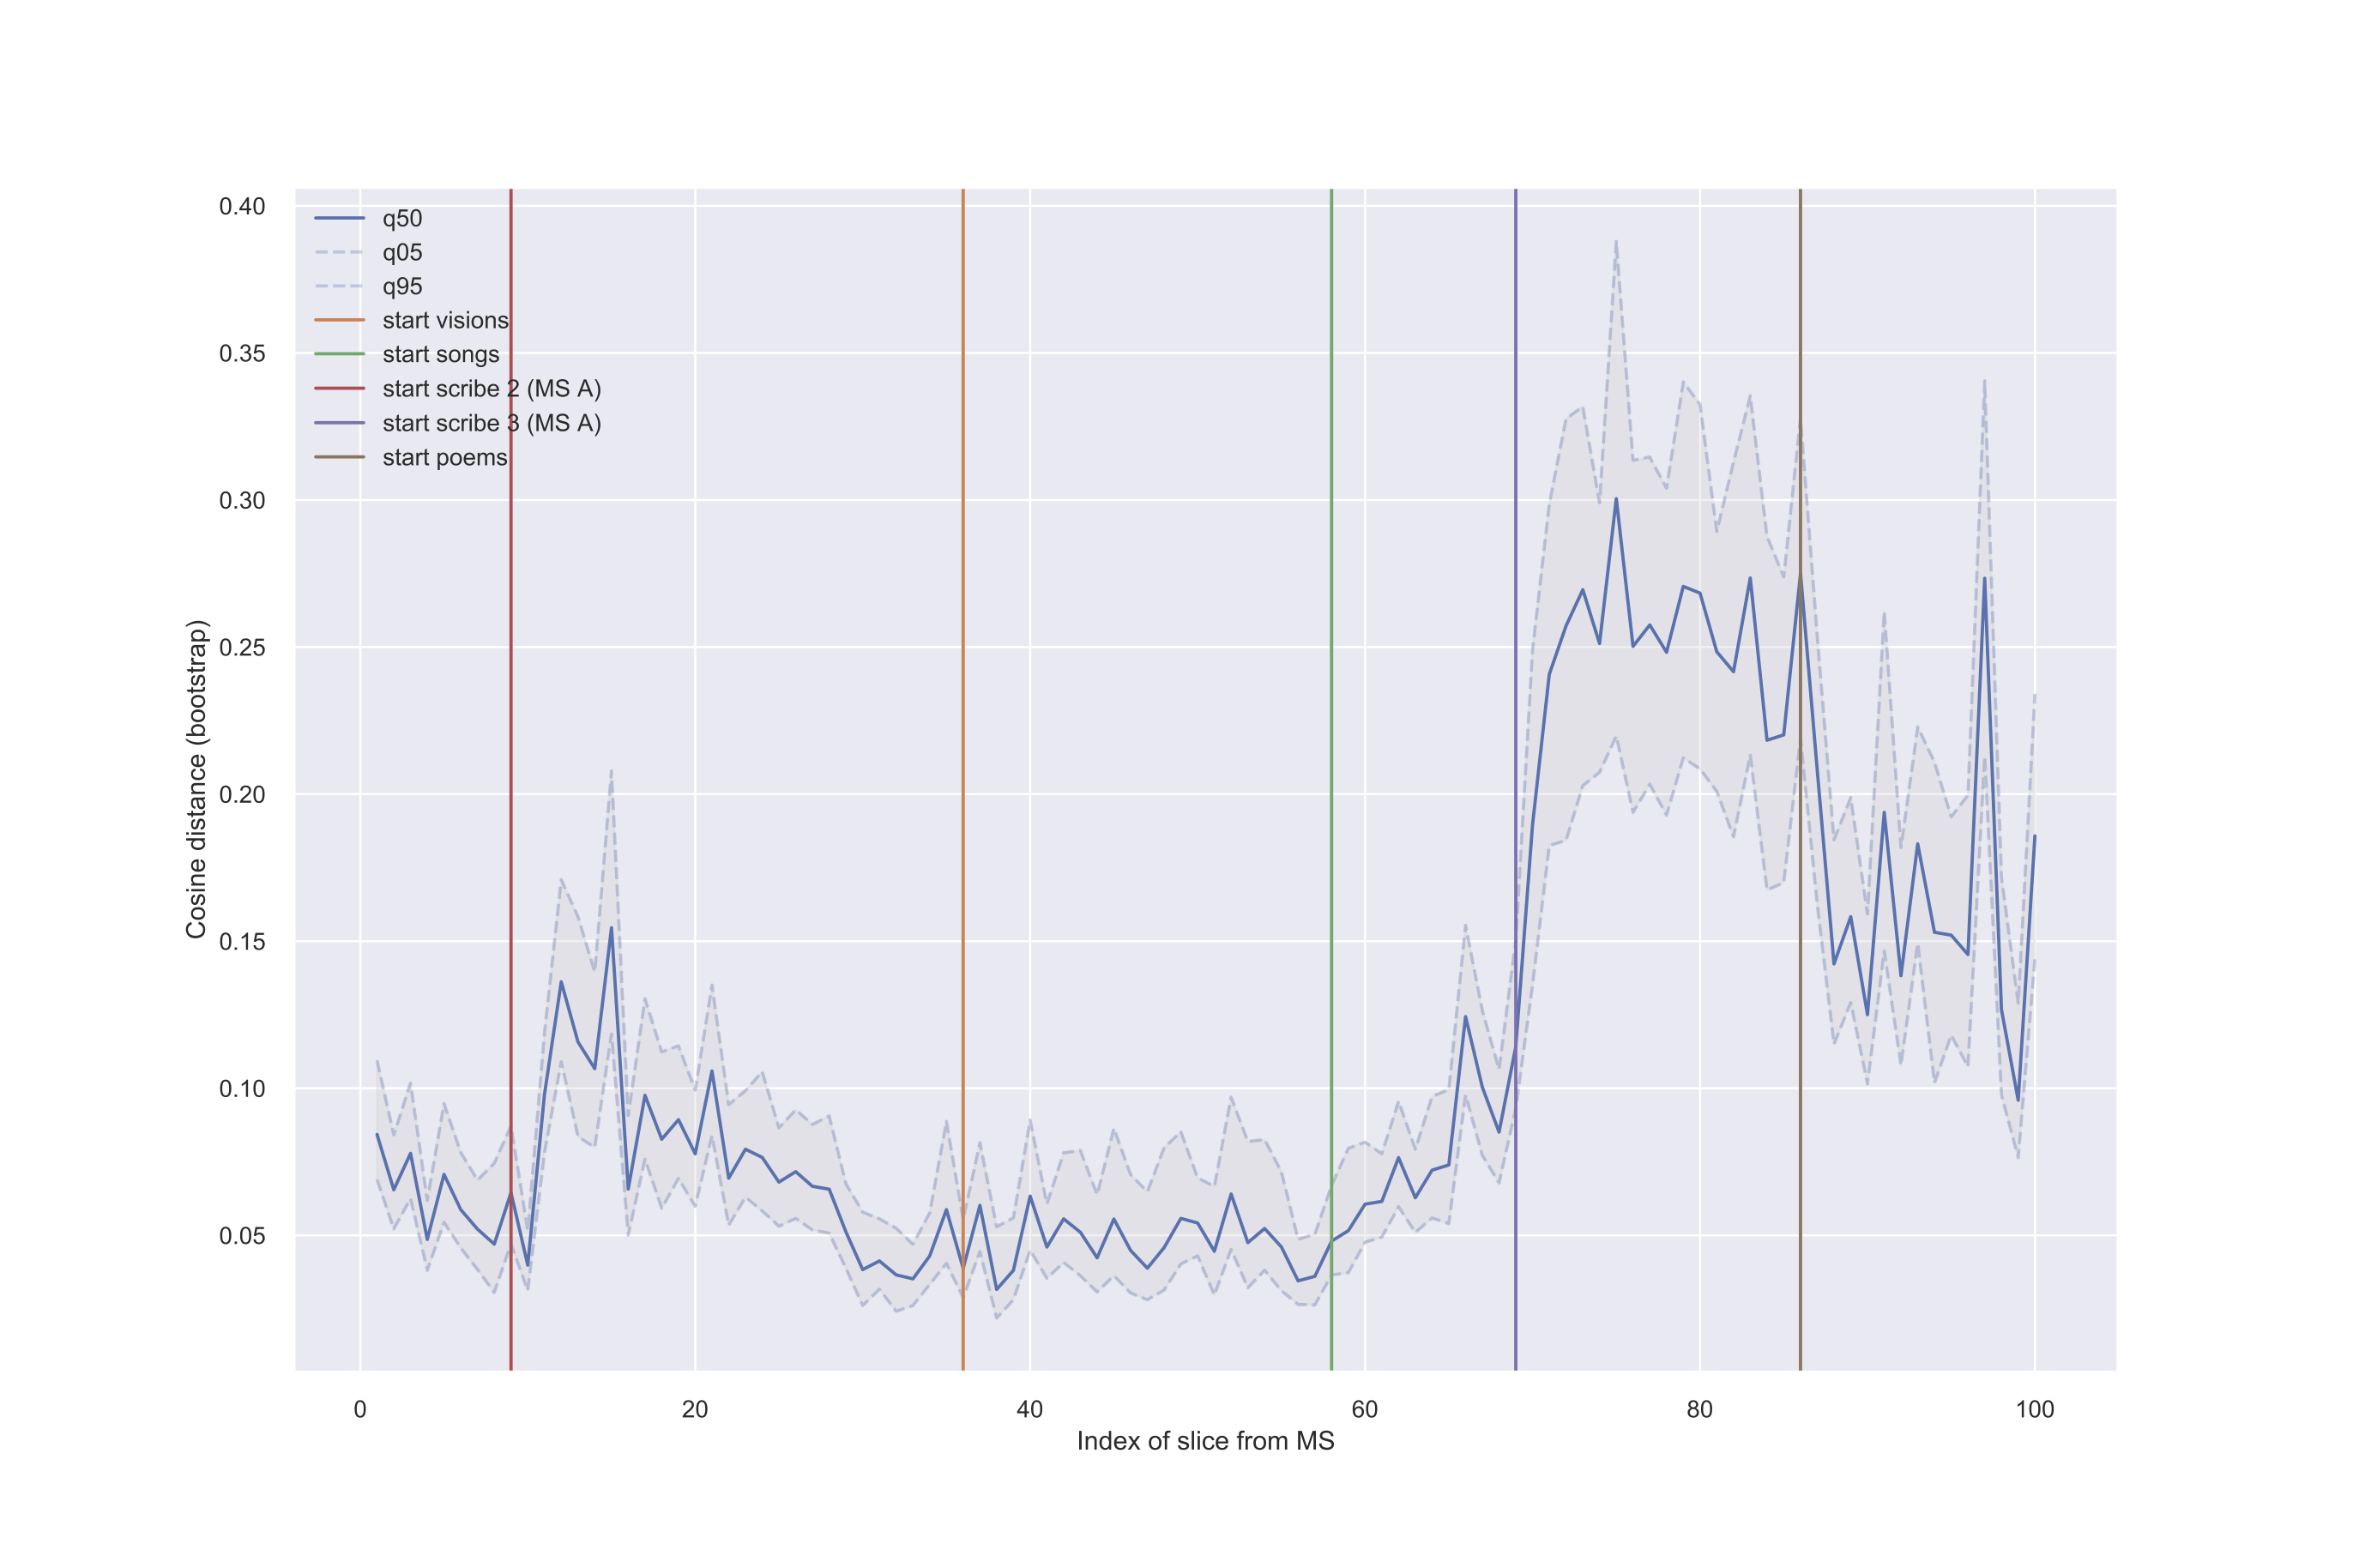 0.40
0.35
0.30
0.25
0.20
0.15
0.10
0.05
Cosine distance (bootstrap)
q50
q05
q95
start visions
start songs
start scribe 2 (MS A)
start scribe 3 (MS A)
start poems
0 20 40 60 80 100
Index of slice from MS